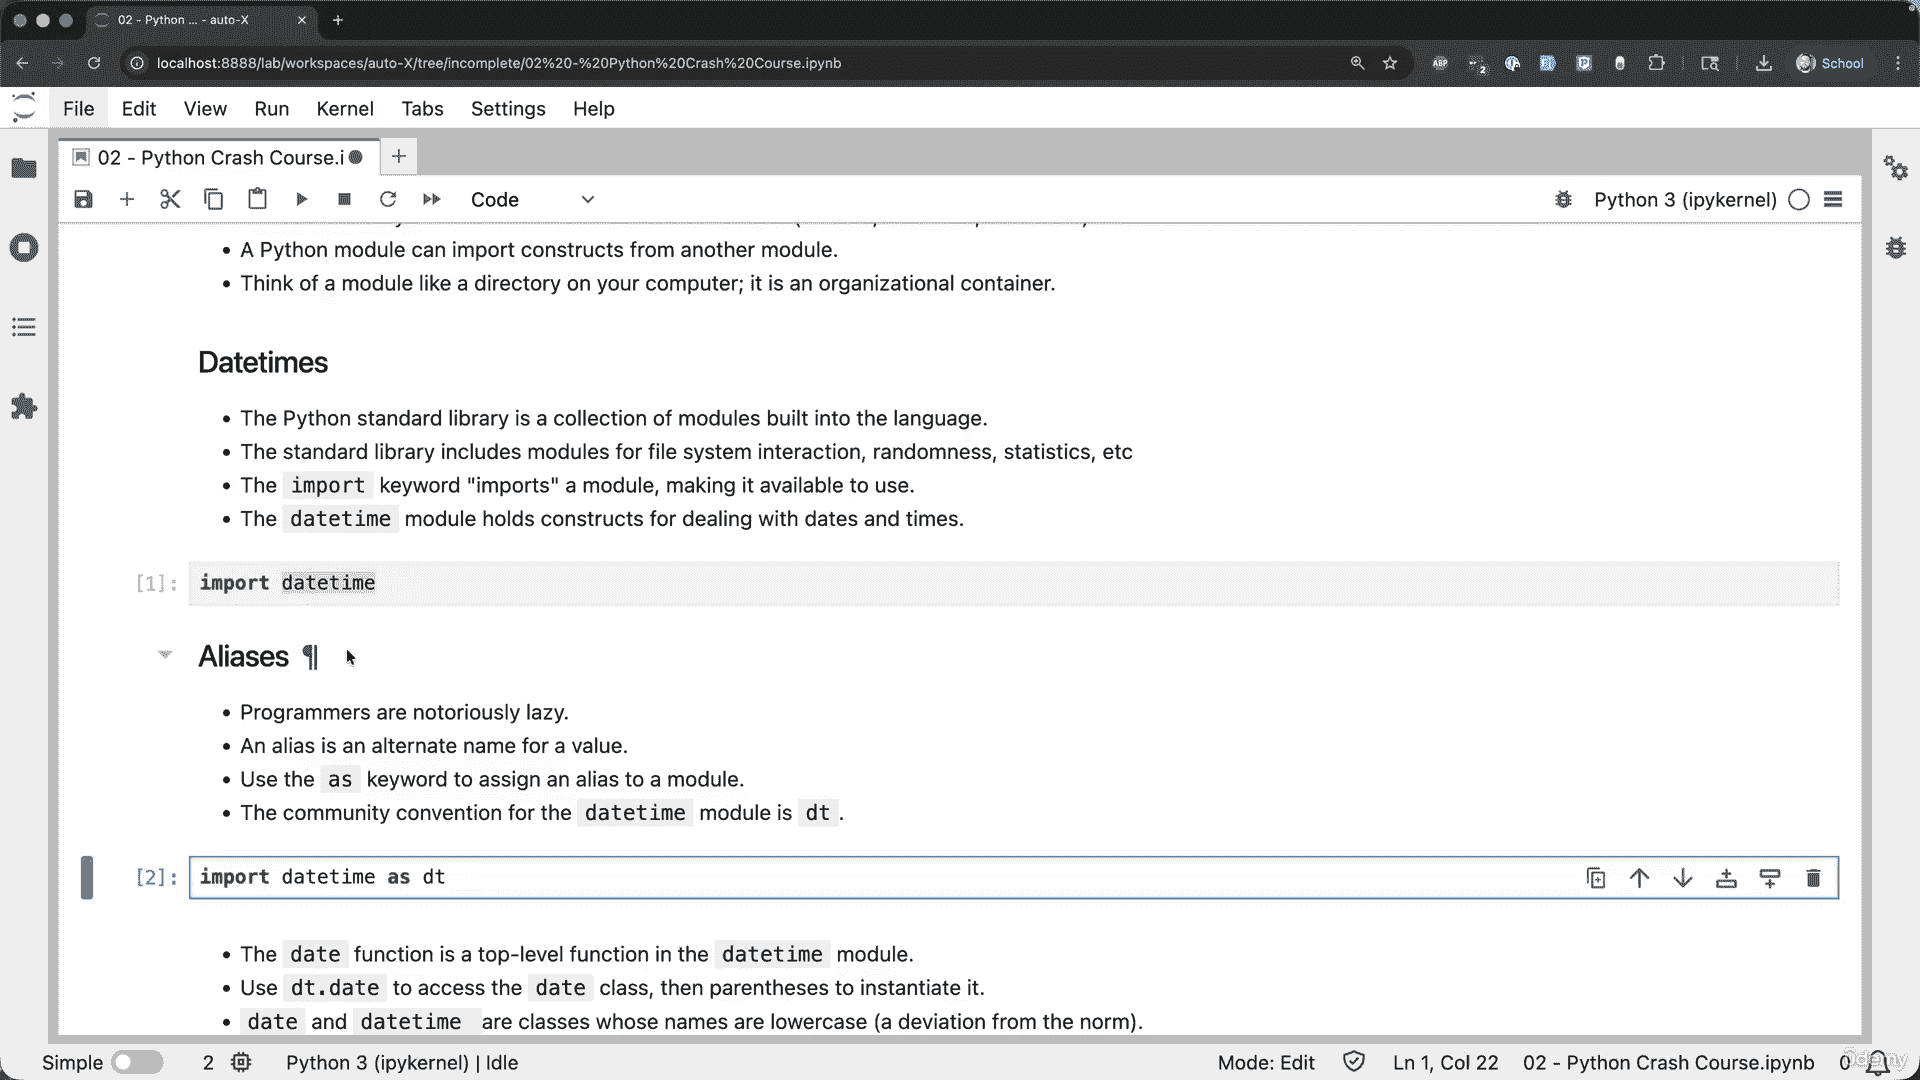 02 - Python ... - auto-X
localhost:8888/lab/workspaces/auto-X/tree/incomplete/02%20-%20Python%20Crash%20Course.ipynb
ABP
2
School
File Edit View Run Kernel Tabs Settings Help
02 - Python Crash Course.i
Code
Python 3 (ipykernel)
• A Python module can import constructs from another module.
• Think of a module like a directory on your computer; it is an organizational container.
Datetimes
• The Python standard library is a collection of modules built into the language.
• The standard library includes modules for file system interaction, randomness, statistics, etc
• The import keyword "imports" a module, making it available to use.
• The datetime module holds constructs for dealing with dates and times.
[1]: import datetime
Aliases ¶
• Programmers are notoriously lazy.
• An alias is an alternate name for a value.
• Use the as keyword to assign an alias to a module.
• The community convention for the datetime module is dt .
[2]: import datetime as dt
• The date function is a top-level function in the datetime module.
• Use dt.date to access the date class, then parentheses to instantiate it.
• date and datetime are classes whose names are lowercase (a deviation from the norm).
Simple 2 Python 3 (ipykernel) | Idle Mode: Edit Ln 1, Col 22 02 - Python Crash Course.ipynb 0